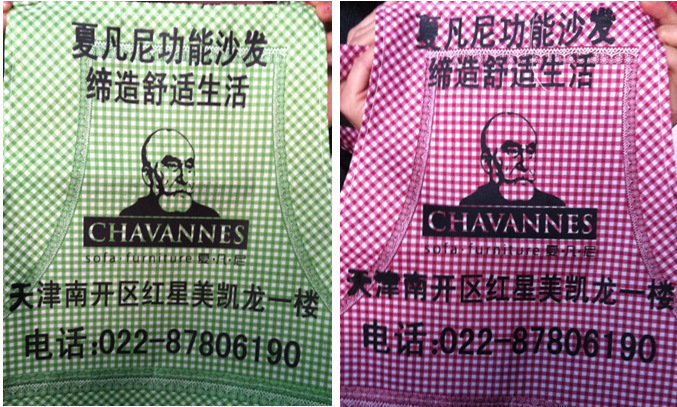 夏凡尼功能沙发
缔造舒适生活
CHAVANNES
sofa furniture 夏·凡·尼
天津南开区红星美凯龙一楼
电话:022-87806190
夏凡尼功能沙发
缔造舒适生活
CHAVANNES
sofa furniture 夏·凡·尼
天津南开区红星美凯龙一楼
电话:022-87806190